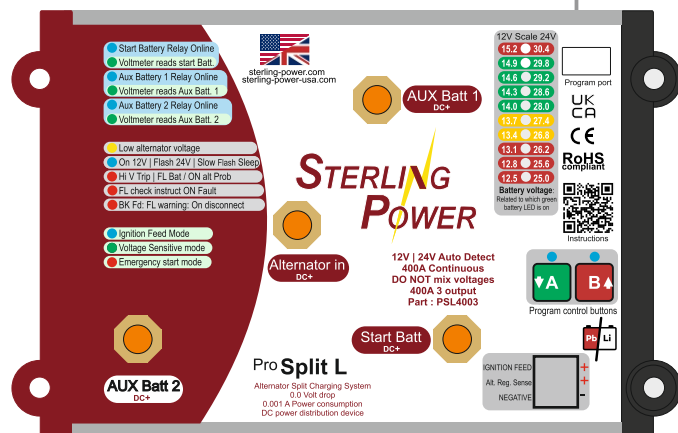 Start Battery Relay Online
Voltmeter reads start Batt.
Aux Battery 1 Relay Online
Voltmeter reads Aux Batt. 1
Aux Battery 2 Relay Online
Voltmeter reads Aux Batt. 2
Low alternator voltage
On 12V | Flash 24V | Slow Flash Sleep
Hi V Trip | FL Bat / ON alt Prob
FL check instruct ON Fault
BK Fd: FL warning: On disconnect
Ignition Feed Mode
Voltage Sensitive mode
Emergency start mode
AUX Batt 2
DC+
sterling-power.com
sterling-power-usa.com
AUX Batt 1
DC+
STERLING
POWER
Alternator in
DC+
12V | 24V Auto Detect
400A Continuous
DO NOT mix voltages
400A 3 output
Part : PSL4003
Start Batt
DC+
Pro Split L
Alternator Split Charging System
0.0 Volt drop
0.001 A Power consumption
DC power distribution device
12V Scale 24V
15.2 30.4
14.9 29.8
14.6 29.2
14.3 28.6
14.0 28.0
13.7 27.4
13.4 26.8
13.1 26.2
12.8 25.6
12.5 25.0
Battery voltage:
Related to which green
battery LED is on
Program port
UK
CA
CE
RoHS
compliant
Instructions
A
B
Program control buttons
Pb Li
IGNITION FEED +
Alt. Reg. Sense +
NEGATIVE -